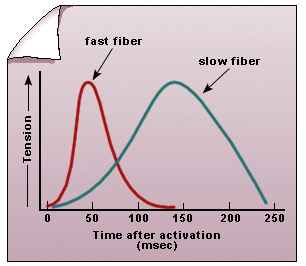 fast fiber
slow fiber
Tension
0 50 100 150 200 250
Time after activation
(msec)